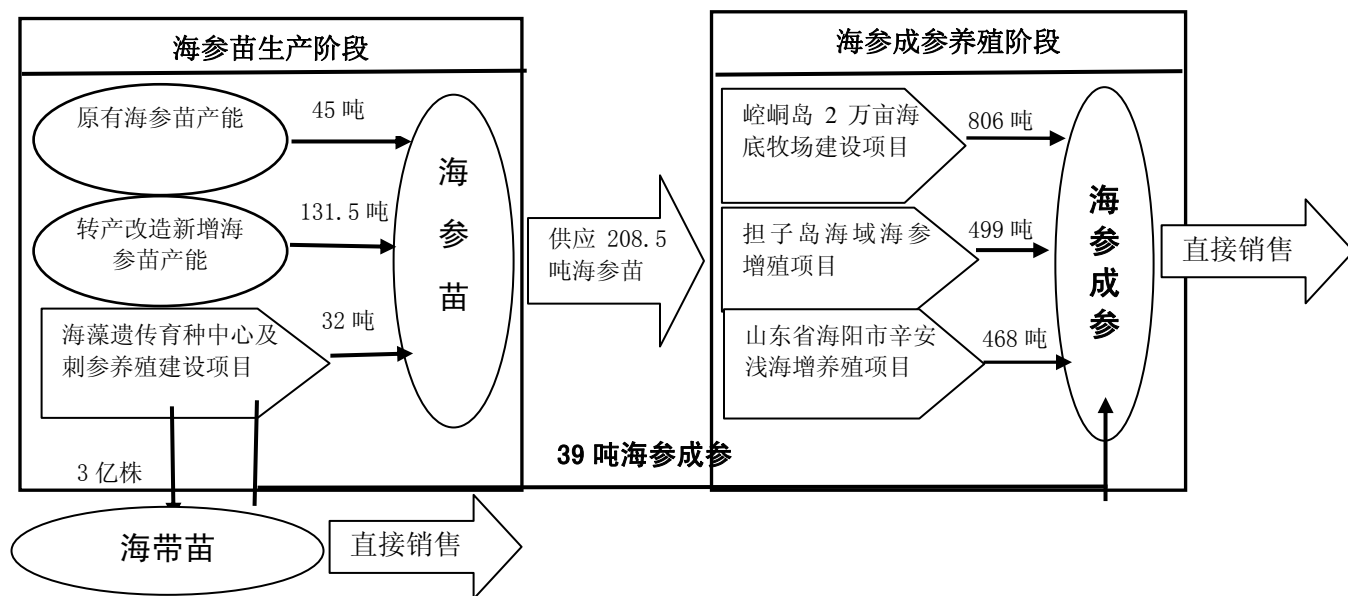 海参苗生产阶段
原有海参苗产能
45 吨
转产改造新增海
参苗产能
131.5 吨
海藻遗传育种中心及
刺参养殖建设项目
32 吨
海
参
苗
3 亿株
海带苗
直接销售
供应 208.5
吨海参苗
39 吨海参成参
海参成参养殖阶段
崆峒岛 2 万亩海
底牧场建设项目
806 吨
担子岛海域海参
增殖项目
499 吨
山东省海阳市辛安
浅海增养殖项目
468 吨
海
参
成
参
直接销售